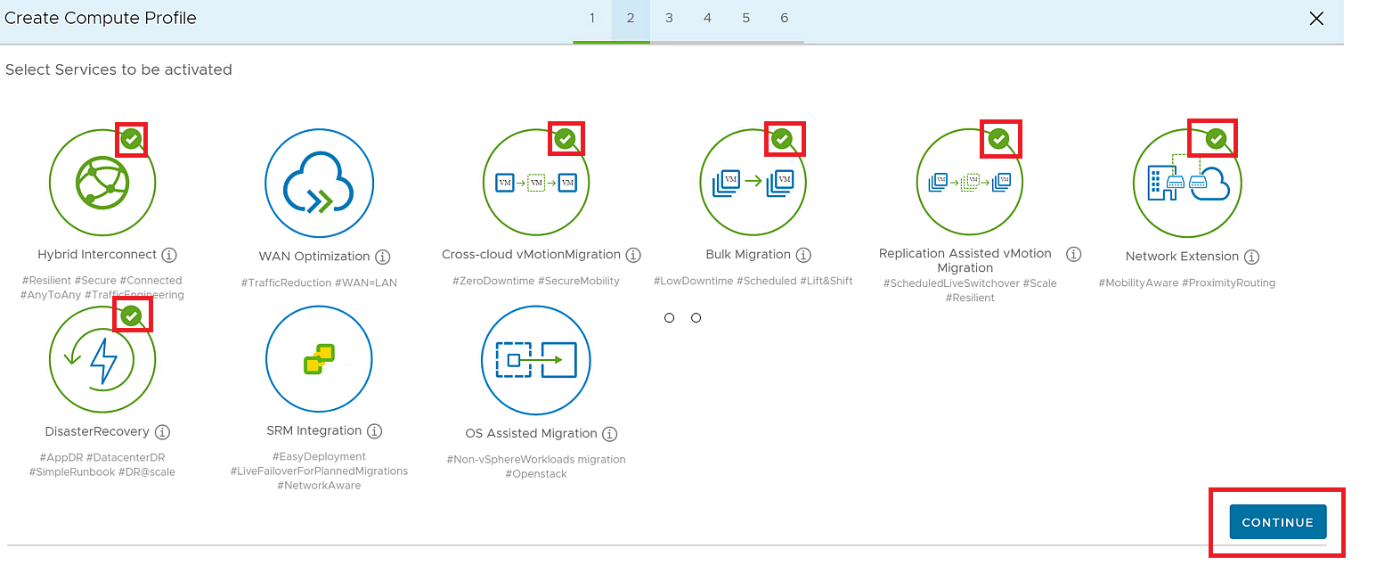 Create Compute Profile
1 2 3 4 5 6
Select Services to be activated
Hybrid Interconnect
#Resilient #Secure #Connected
#AnyToAny #TrafficEngineering
WAN Optimization
#TrafficReduction #WAN=LAN
VM VM VM
Cross-cloud vMotionMigration
#ZeroDowntime #SecureMobility
VM VM
Bulk Migration
#LowDowntime #Scheduled #Lift&Shift
VM VM VM
Replication Assisted vMotion
Migration
#ScheduledLiveSwitchover #Scale
#Resilient
Network Extension
#MobilityAware #ProximityRouting
DisasterRecovery
#AppDR #DatacenterDR
#SimpleRunbook #DR@scale
SRM Integration
#EasyDeployment
#LiveFailoverForPlannedMigrations
#NetworkAware
OS Assisted Migration
#Non-vSphereWorkloads migration
#Openstack
CONTINUE